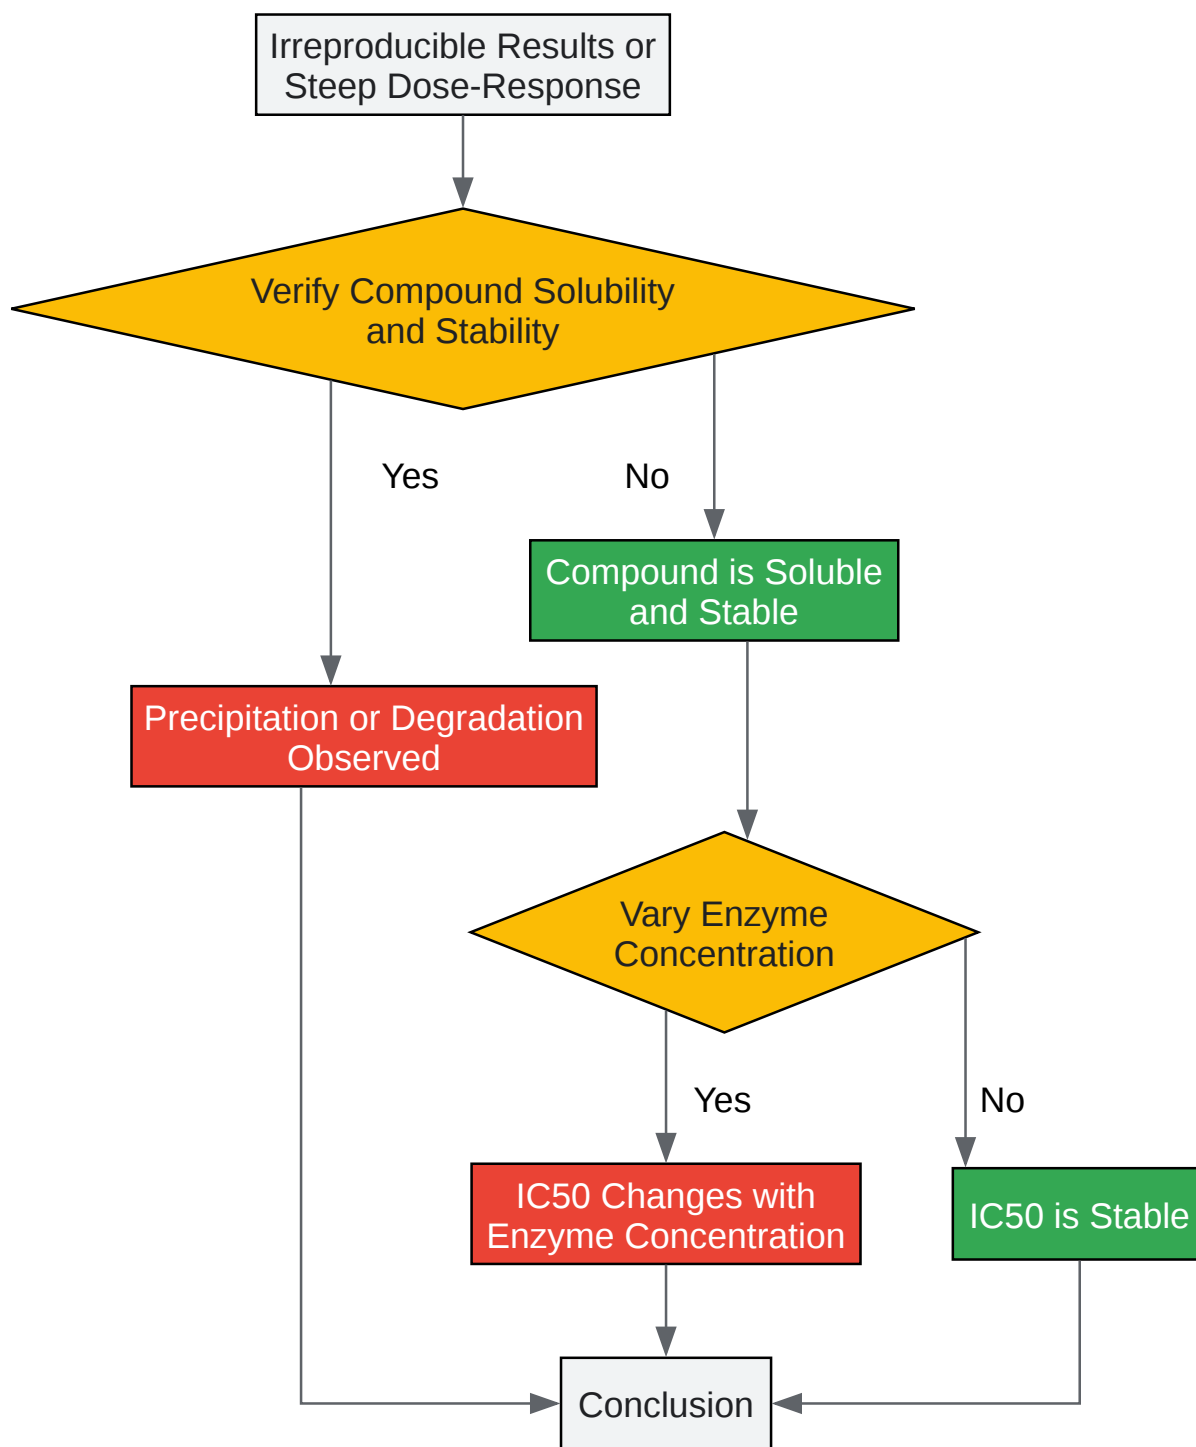 Irreproducible Results or
Steep Dose-Response
Verify Compound Solubility
and Stability
Yes
No
Compound is Soluble
and Stable
Precipitation or Degradation
Observed
Vary Enzyme
Concentration
Yes
No
IC50 Changes with
Enzyme Concentration
IC50 is Stable
Conclusion